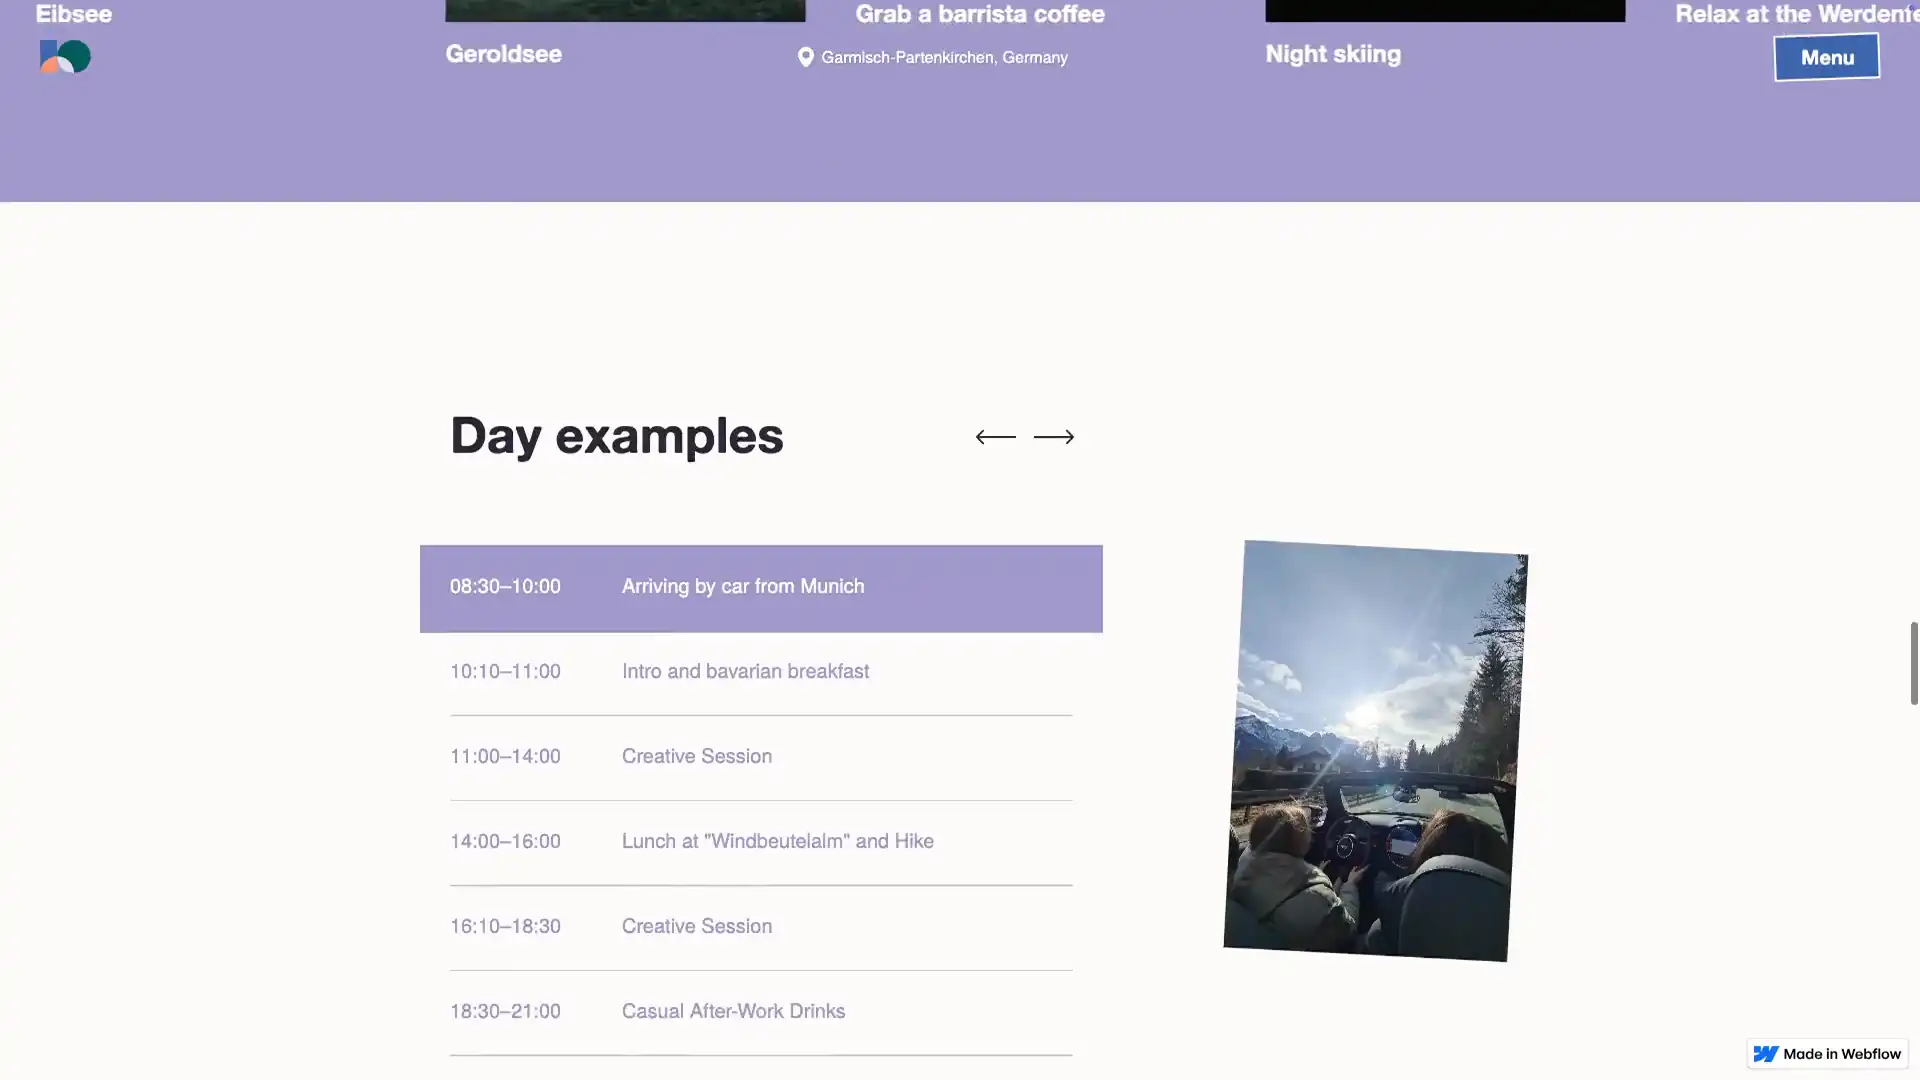 Eibsee
Grab a barrista coffee
Relax at the
Geroldsee
Garmisch-Partenkirchen, Germany
Night skiing
Menu
Day examples
08:30–10:00 Arriving by car from Munich
10:10–11:00 Intro and bavarian breakfast
11:00–14:00 Creative Session
14:00–16:00 Lunch at "Windbeutelalm" and Hike
16:10–18:30 Creative Session
18:30–21:00 Casual After-Work Drinks
Made in Webflow